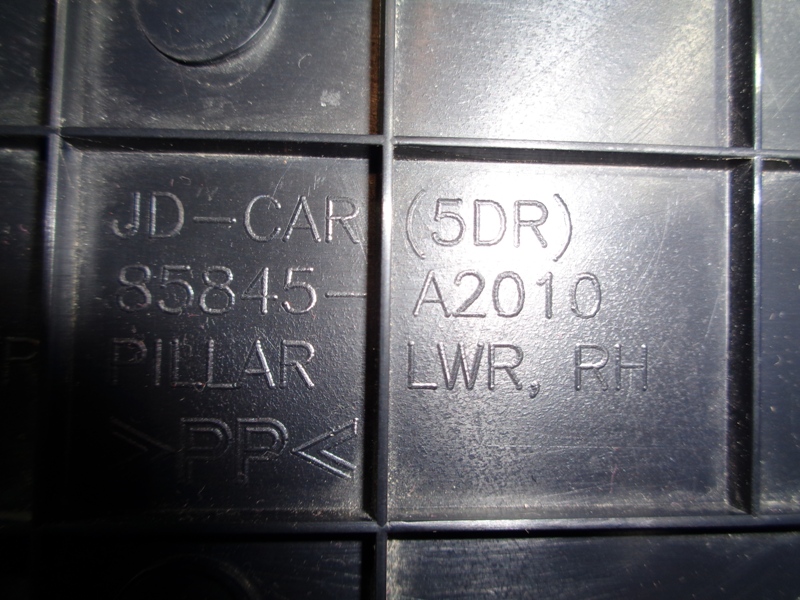 JD-CAR (5DR)
85845-A2010
PILLAR LWR, RH
>PP<